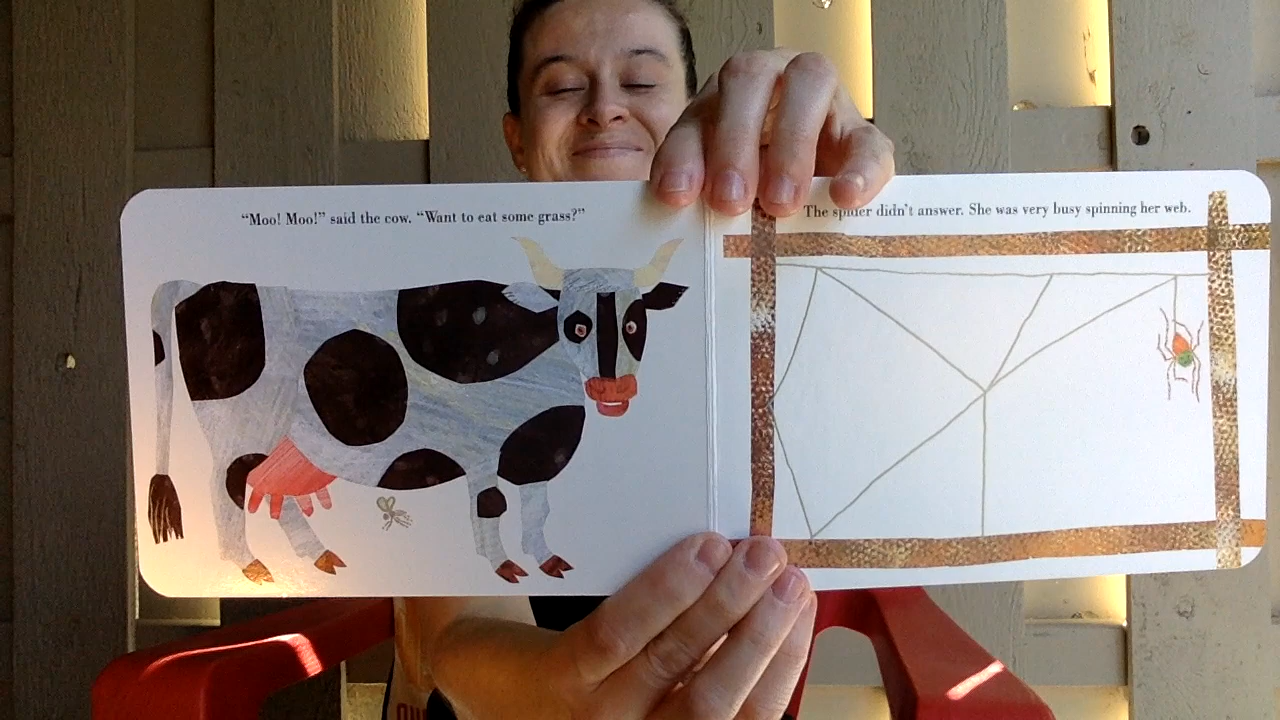 “Moo! Moo!” said the cow. “Want to eat some grass?”
The spider didn’t answer. She was very busy spinning her web.